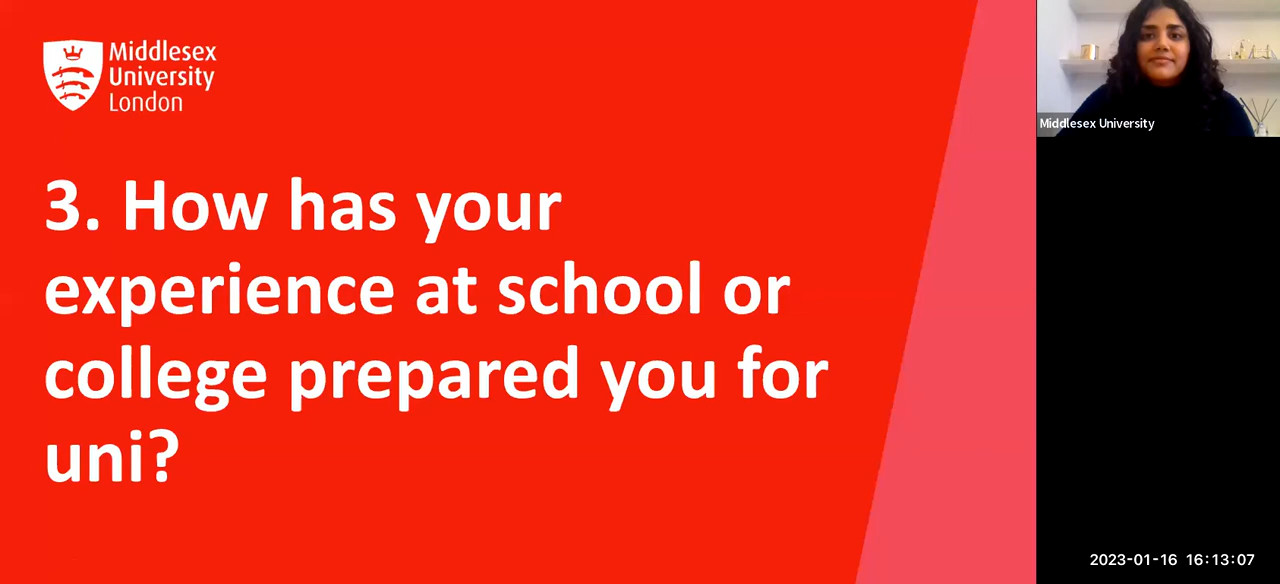 Middlesex
University
London
3. How has your
experience at school or
college prepared you for
uni?
Middlesex University
2023-01-16 16:13:07